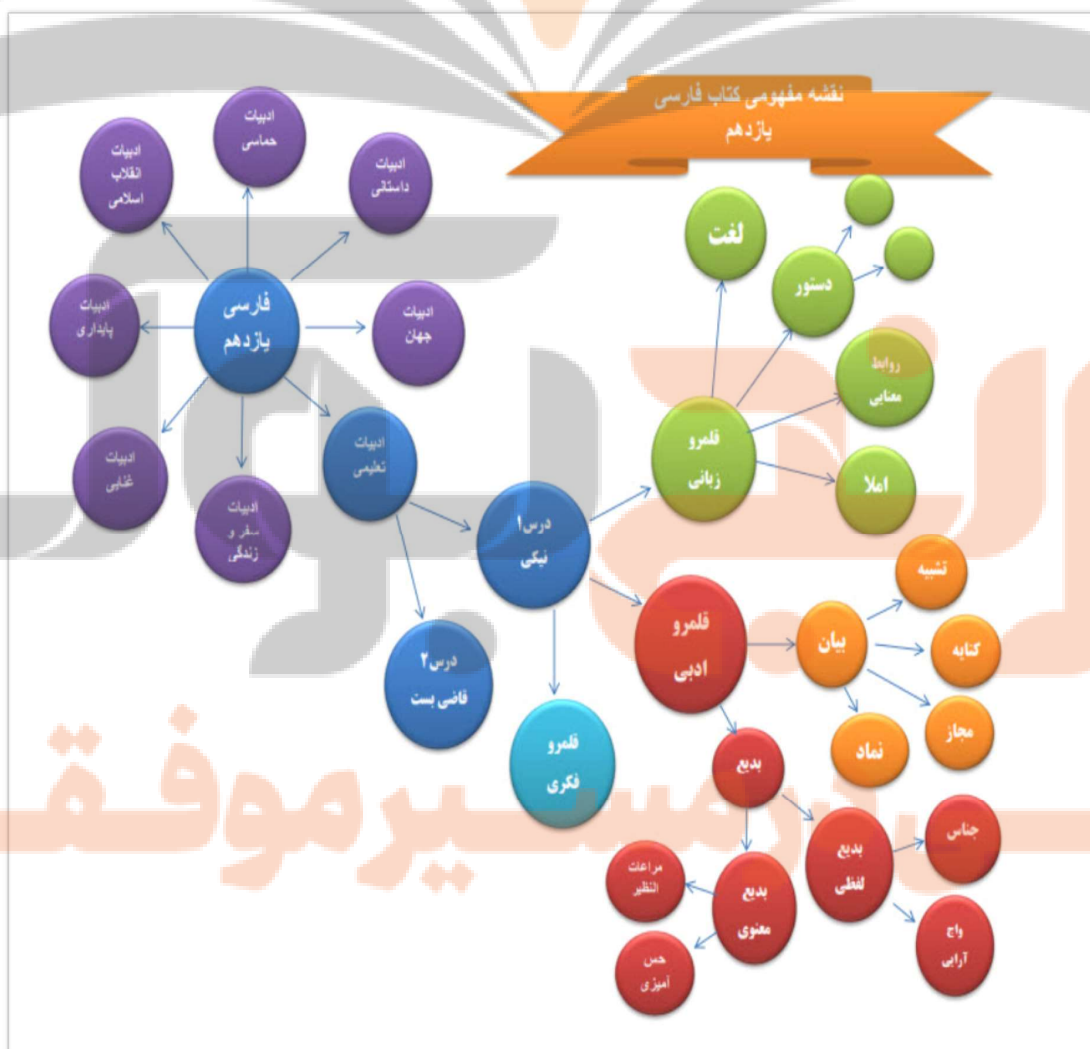 نقشه مفهومی کتاب فارسی
یازدهم
ادبیات
حماسی
ادبیات
انقلاب
اسلامی
ادبیات
داستانی
فارسی
یازدهم
ادبیات
پایداری
ادبیات
جهان
ادبیات
غنایی
ادبیات
سفر و
زندگی
ادبیات
تعلیمی
درس۱
نیکی
درس۲
قاضی بست
قلمرو
فکری
قلمرو
زبانی
لغت
دستور
روابط
معنایی
املا
قلمرو
ادبی
بیان
تشبیه
کنایه
مجاز
نماد
بدیع
بدیع
لفظی
جناس
واج
آرایی
بدیع
معنوی
مراعات
النظیر
حس
آمیزی
در مسیر موفق